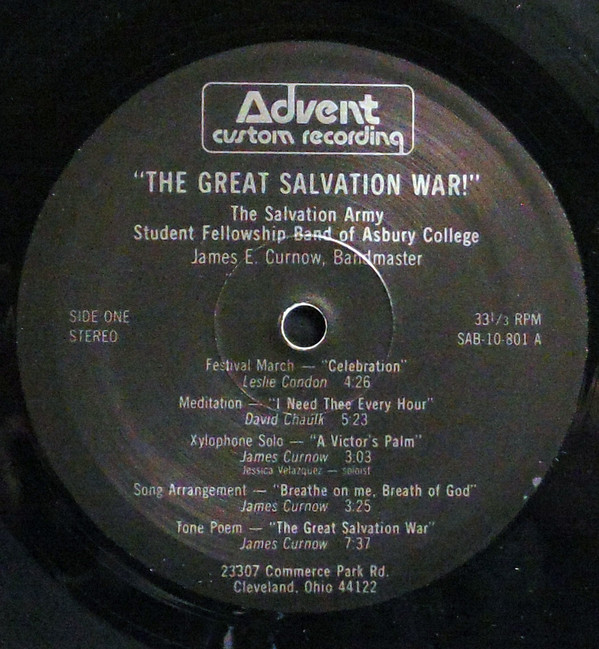 Advent
custom recording
"THE GREAT SALVATION WAR!"
The Salvation Army
Student Fellowship Band of Asbury College
James E. Curnow, Bandmaster
SIDE ONE
STEREO
33 1/3 RPM
SAB-10-801 A
Festival March — "Celebration"
Leslie Condon 4:26
Meditation — "I Need Thee Every Hour"
David Chaulk 5:23
Xylophone Solo — "A Victor's Palm"
James Curnow 3:03
Jessica Velazquez — soloist
Song Arrangement — "Breathe on me, Breath of God"
James Curnow 3:25
Tone Poem — "The Great Salvation War"
James Curnow 7:37
23307 Commerce Park Rd.
Cleveland, Ohio 44122